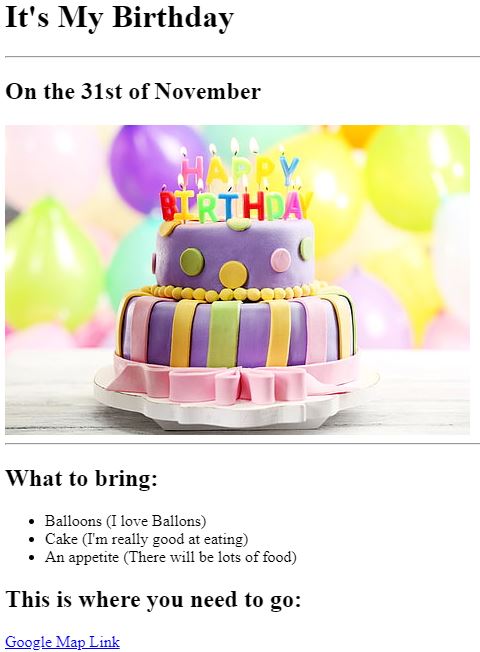 It's My Birthday
On the 31st of November
HAPPY
BIRTHDAY
What to bring:
Balloons (I love Ballons)
Cake (I'm really good at eating)
An appetite (There will be lots of food)
This is where you need to go:
Google Map Link